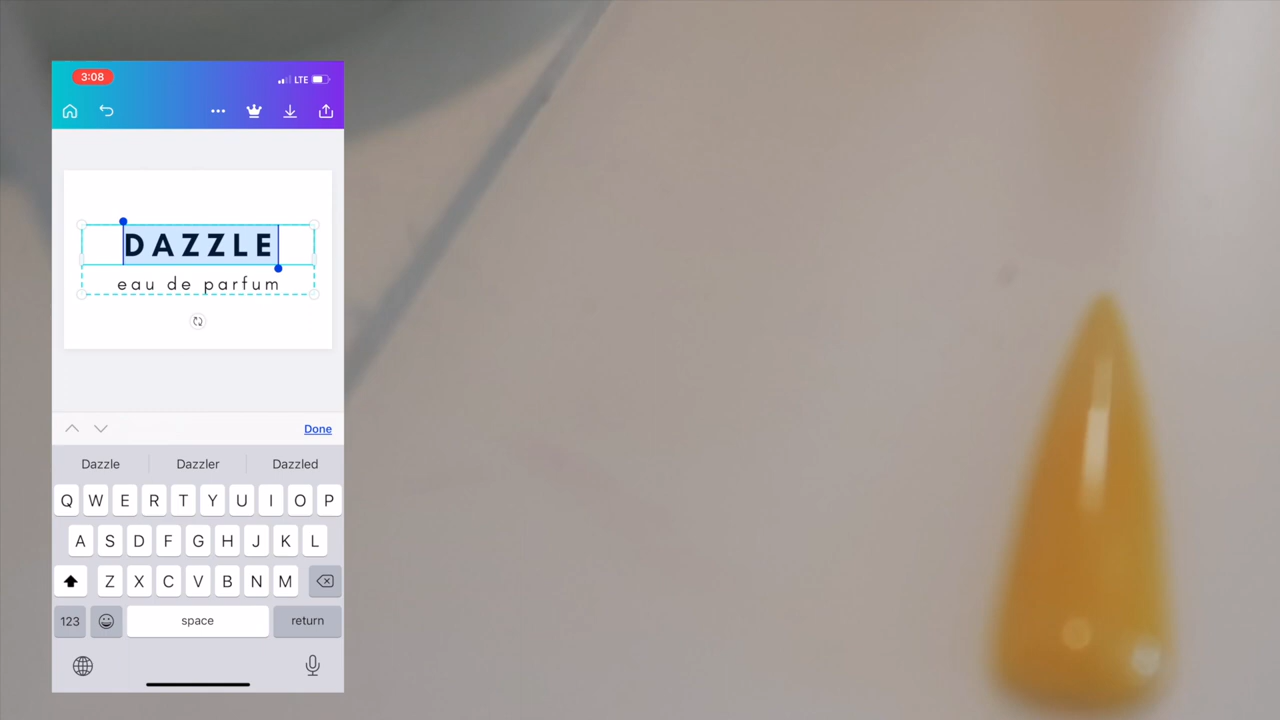 3:08
LTE
DAZZLE
eau de parfum
Done
Dazzle Dazzler Dazzled
Q W E R T Y U I O P
A S D F G H J K L
Z X C V B N M
123 space return